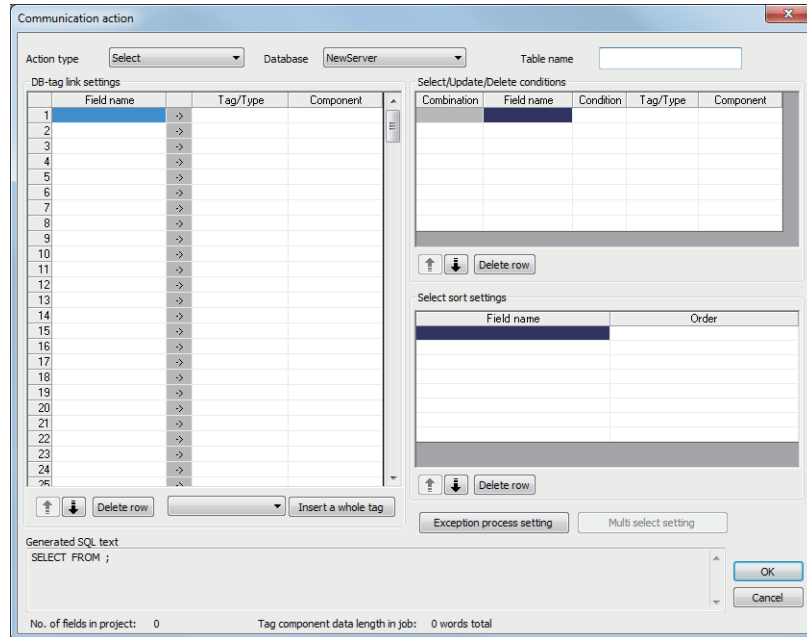 Communication action
Action type Select Database NewServer Table name
DB-tag link settings
Field name Tag/Type Component
1 ->
2 ->
3 ->
4 ->
5 ->
6 ->
7 ->
8 ->
9 ->
10 ->
11 ->
12 ->
13 ->
14 ->
15 ->
16 ->
17 ->
18 ->
19 ->
20 ->
21 ->
22 ->
23 ->
24 ->
25 ->
Delete row Insert a whole tag
Select/Update/Delete conditions
Combination Field name Condition Tag/Type Component
Delete row
Select sort settings
Field name Order
Delete row
Exception process setting Multi select setting
Generated SQL text
SELECT FROM ;
OK
Cancel
No. of fields in project: 0 Tag component data length in job: 0 words total